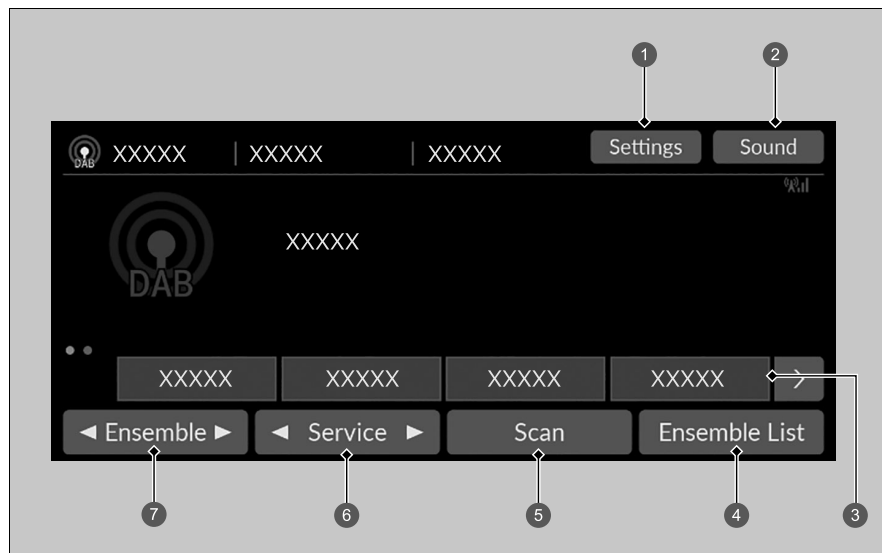 1 2
DAB XXXXX | XXXXX | XXXXX Settings Sound
XXXXX
DAB
XXXXX XXXXX XXXXX XXXXX >
◄ Ensemble ► ◄ Service ► Scan Ensemble List
7 6 5 4 3